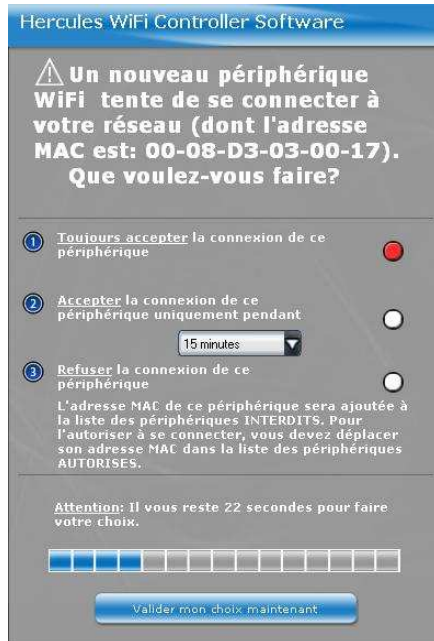 Hercules WiFi Controller Software
Un nouveau périphérique
WiFi tente de se connecter à
votre réseau (dont l'adresse
MAC est: 00-08-D3-03-00-17).
Que voulez-vous faire?
1 Toujours accepter la connexion de ce
périphérique
2 Accepter la connexion de ce
périphérique uniquement pendant
15 minutes
3 Refuser la connexion de ce
périphérique
L'adresse MAC de ce périphérique sera ajoutée à
la liste des périphériques INTERDITS. Pour
l'autoriser à se connecter, vous devez déplacer
son adresse MAC dans la liste des périphériques
AUTORISES.
Attention: Il vous reste 22 secondes pour faire
votre choix.
Valider mon choix maintenant